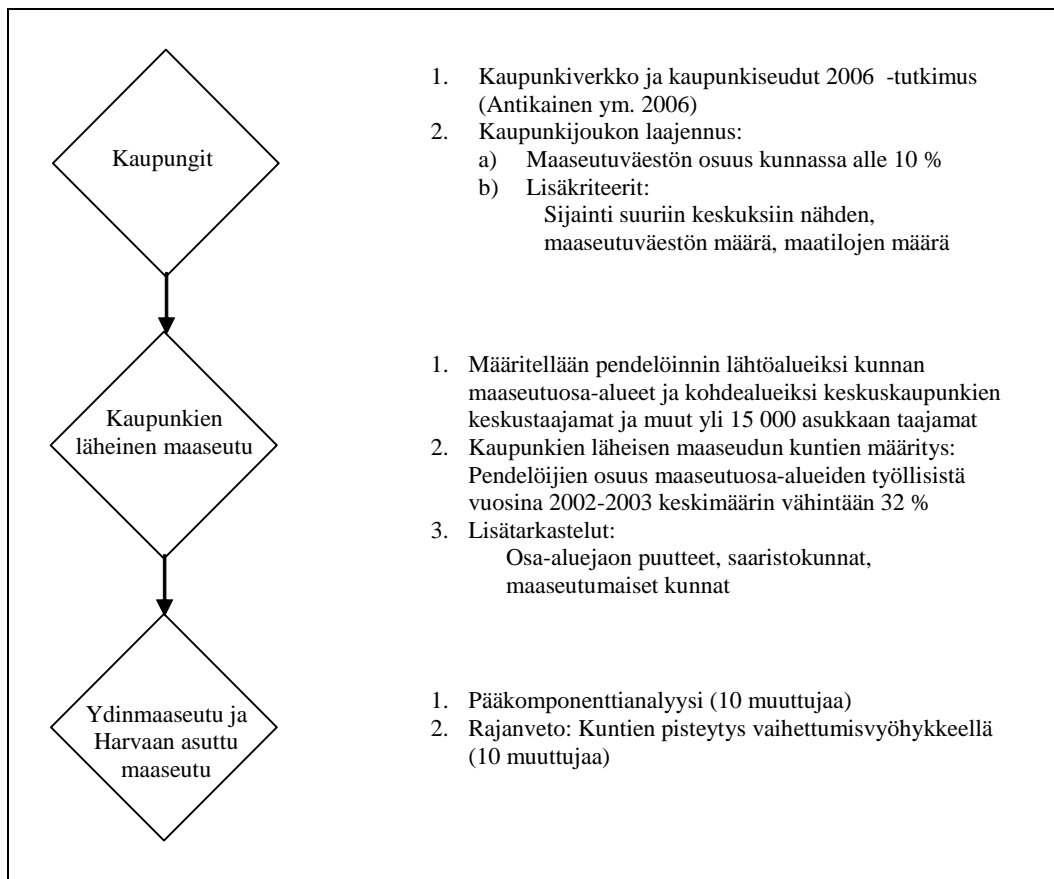 Kaupungit
1. Kaupunkiverkko ja kaupunkiseudut 2006 -tutkimus
(Antikainen ym. 2006)
2. Kaupunkijoukon laajennus:
a) Maaseutuväestön osuus kunnassa alle 10 %
b) Lisäkriteerit:
Sijainti suuriin keskuksiin nähden,
maaseutuväestön määrä, maatilojen määrä
Kaupunkien
läheinen maaseutu
1. Määritellään pendelöinnin lähtöalueiksi kunnan
maaseutuosa-alueet ja kohdealueiksi keskuskaupunkien
keskustaajamat ja muut yli 15 000 asukkaan taajamat
2. Kaupunkien läheisen maaseudun kuntien määritys:
Pendelöijien osuus maaseutuosa-alueiden työllisistä
vuosina 2002-2003 keskimäärin vähintään 32 %
3. Lisätarkastelut:
Osa-aluejaon puutteet, saaristokunnat,
maaseutumaiset kunnat
Ydinmaaseutu ja
Harvaan asuttu
maaseutu
1. Pääkomponenttianalyysi (10 muuttujaa)
2. Rajanveto: Kuntien pisteytys vaihettumisvyöhykkeellä
(10 muuttujaa)